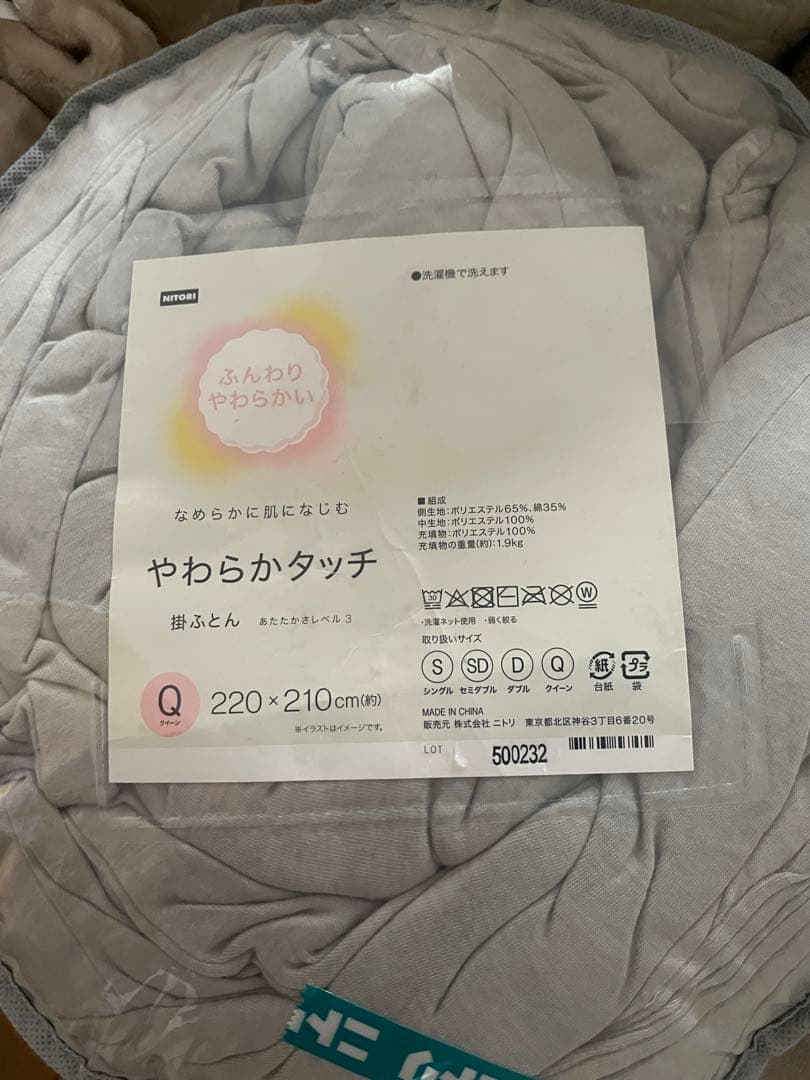 NITORI
ふんわり
やわらかい
なめらかに肌になじむ
やわらかタッチ
掛ふとん あたたかさレベル3
Q 220×210cm(約)
クイーン
※イラストはイメージです。
●洗濯機で洗えます
■組成
側生地:ポリエステル65%、綿35%
中生地:ポリエステル100%
充填物:ポリエステル100%
充填物の重量(約):1.9kg
30 W
・洗濯ネット使用 ・弱く絞る
取り扱いサイズ
S SD D Q 紙 プラ
シングル セミダブル ダブル クイーン 台紙 袋
MADE IN CHINA
販売元 株式会社 ニトリ 東京都北区神谷3丁目6番20号
LOT 500232
ニトリ